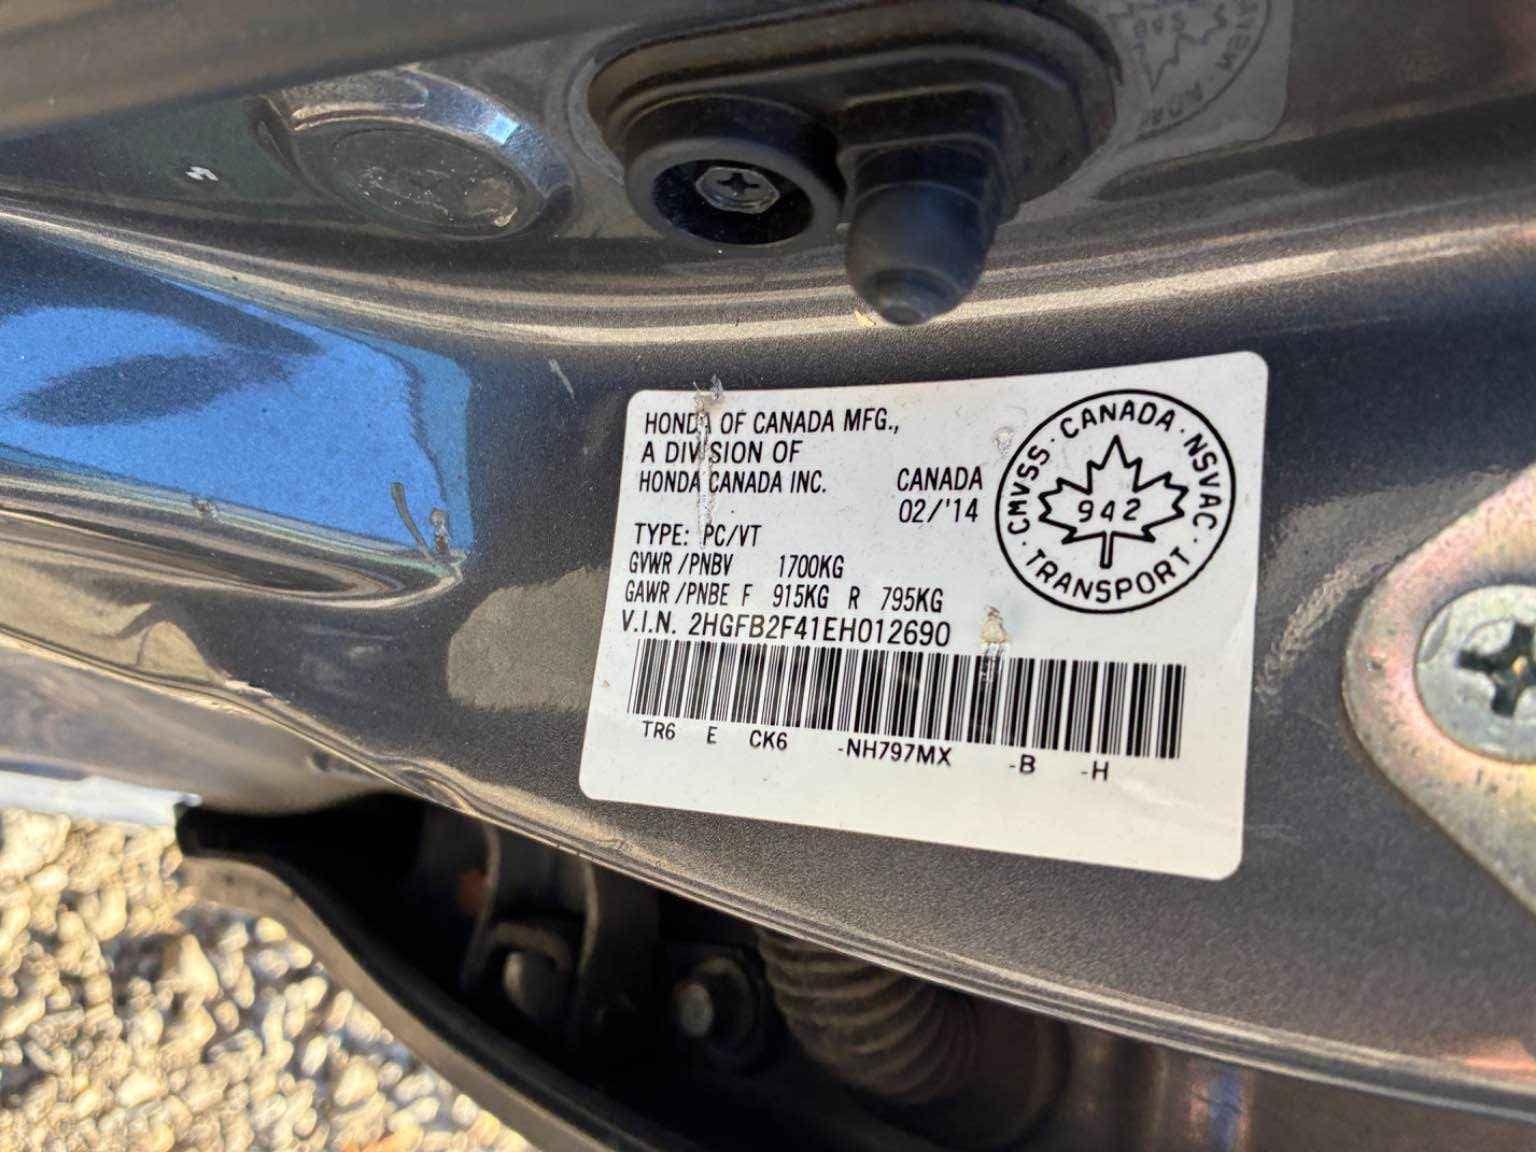 HONDA OF CANADA MFG.,
A DIVISION OF
HONDA CANADA INC.
CANADA
02/'14
TYPE: PC/VT
GVWR/PNBV 1700KG
GAWR/PNBE F 915KG R 795KG
V.I.N. 2HGFB2F41EH012690
TR6 E CK6 -NH797MX -B -H
CMVSS · CANADA · NSVAC · TRANSPORT ·
942